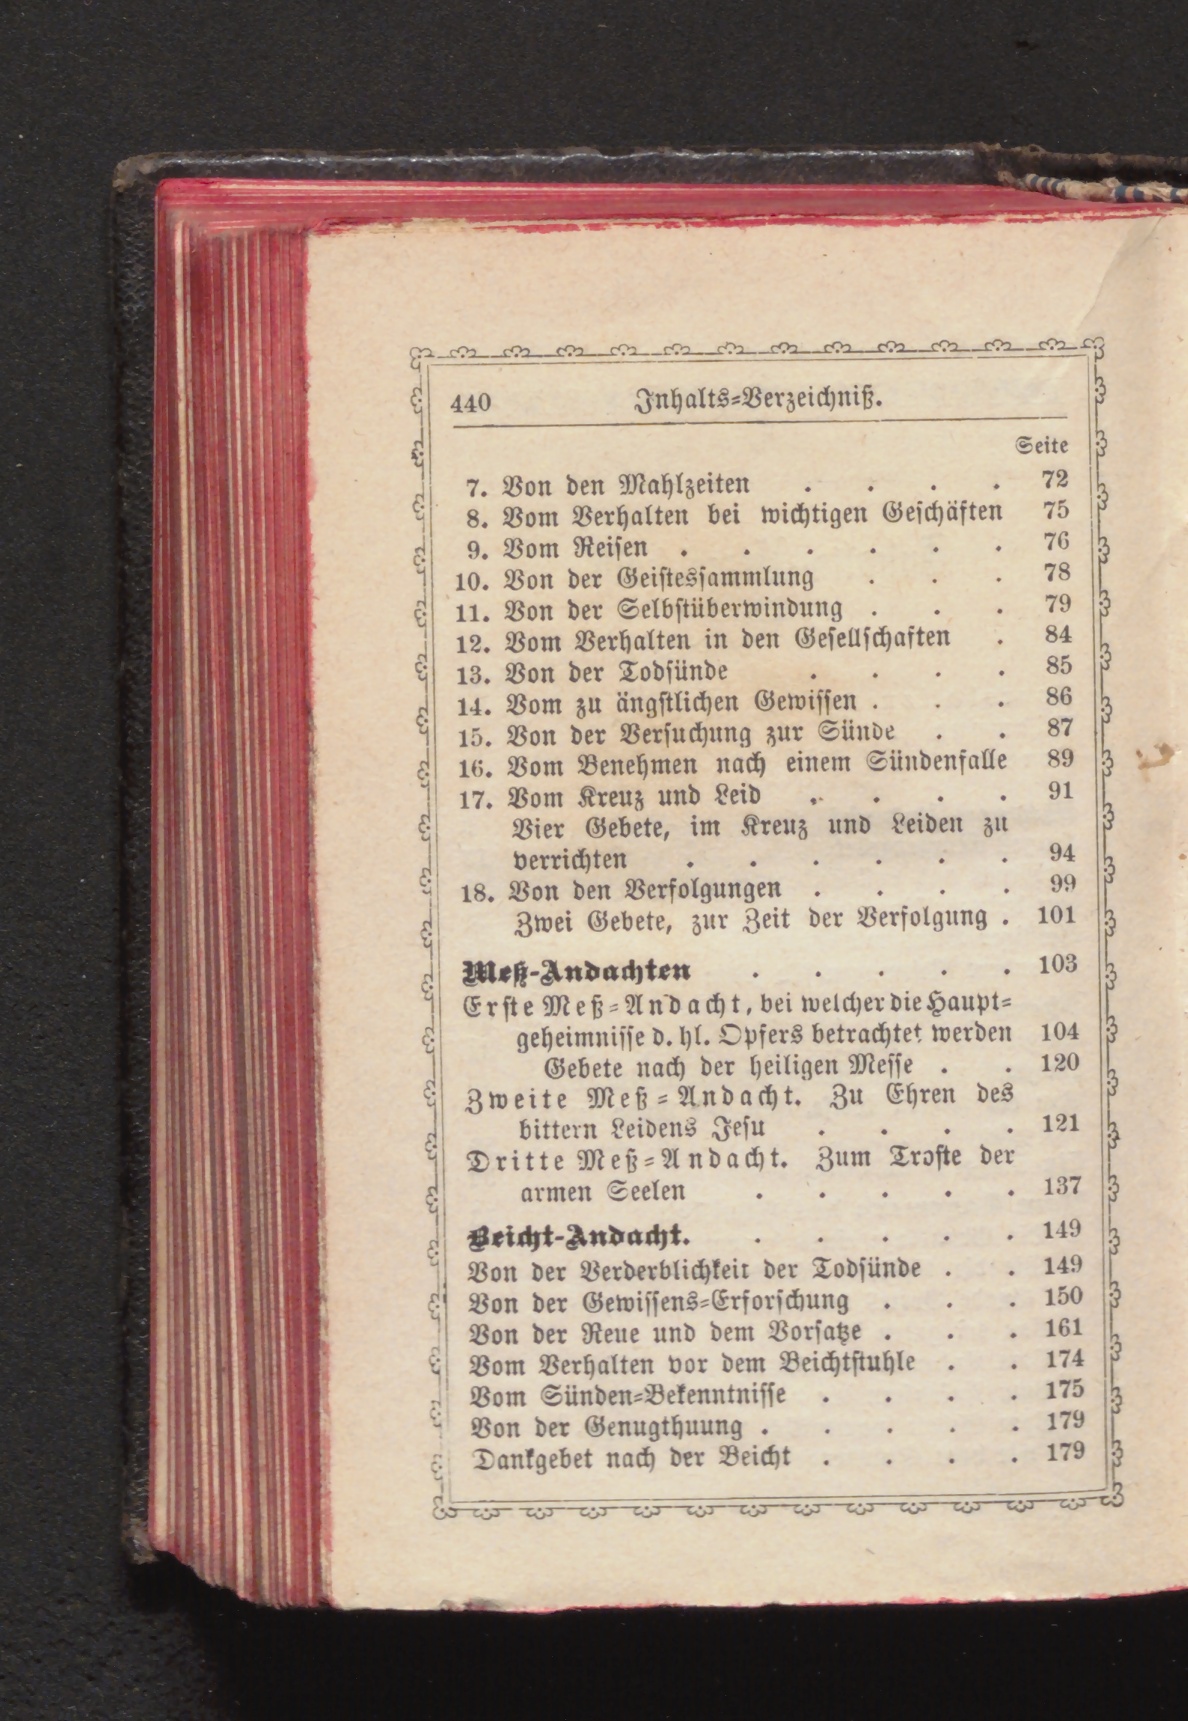 440 Inhalts-Verzeichniß.
Seite
7. Von den Mahlzeiten . . . . 72
8. Vom Verhalten bei wichtigen Geschäften 75
9. Vom Reisen . . . . . . 76
10. Von der Geistessammlung . . . 78
11. Von der Selbstüberwindung . . . 79
12. Vom Verhalten in den Gesellschaften . 84
13. Von der Todsünde . . . . 85
14. Vom zu ängstlichen Gewissen . . . 86
15. Von der Versuchung zur Sünde . . 87
16. Vom Benehmen nach einem Sündenfalle 89
17. Vom Kreuz und Leid . . . . 91
Vier Gebete, im Kreuz und Leiden zu
verrichten . . . . . . 94
18. Von den Verfolgungen . . . . 99
Zwei Gebete, zur Zeit der Verfolgung . 101
Meß-Andachten . . . . . 103
Erste Meß-Andacht, bei welcher die Haupt-
geheimnisse d. hl. Opfers betrachtet werden 104
Gebete nach der heiligen Messe . . 120
Zweite Meß-Andacht. Zu Ehren des
bittern Leidens Jesu . . . . 121
Dritte Meß-Andacht. Zum Troste der
armen Seelen . . . . . 137
Beicht-Andacht. . . . . . 149
Von der Verderblichkeit der Todsünde . . 149
Von der Gewissens-Erforschung . . . 150
Von der Reue und dem Vorsatze . . . 161
Vom Verhalten vor dem Beichtstuhle . . 174
Vom Sünden-Bekenntnisse . . . . 175
Von der Genugthuung . . . . . 179
Dankgebet nach der Beicht . . . . 179